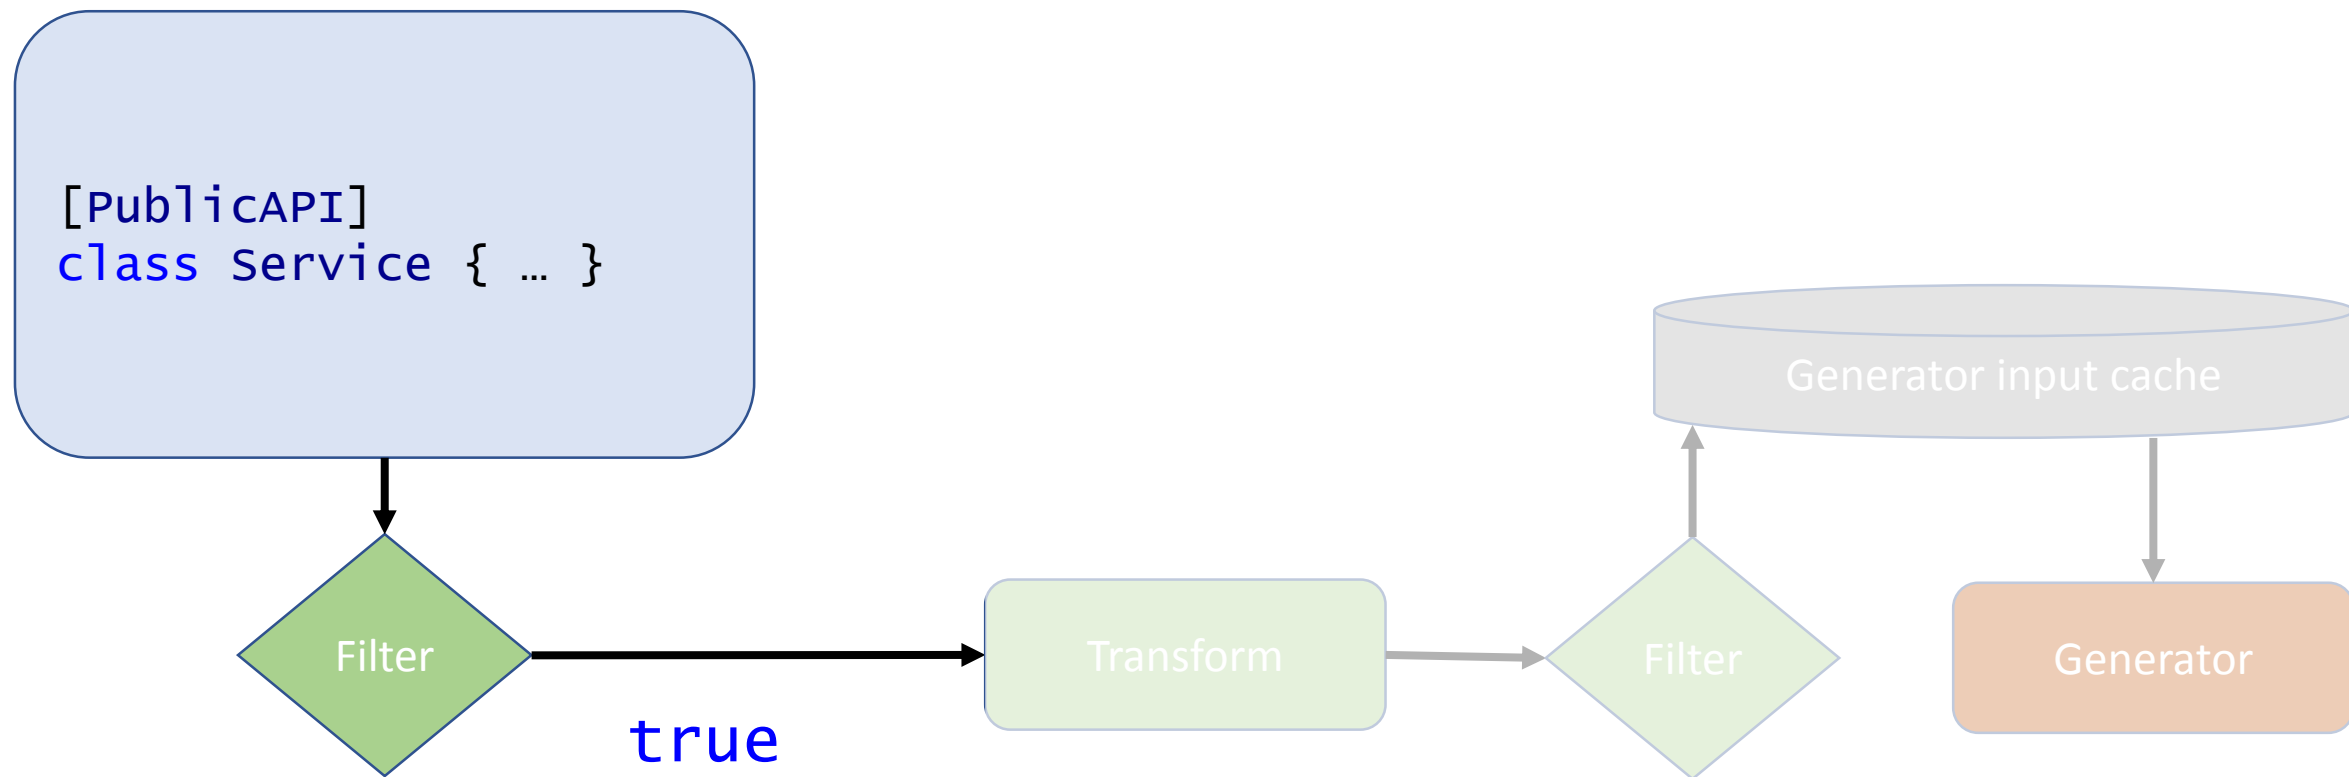 [PublicAPI]
class Service { … }
Generator input cache
Filter
Transform
Filter
Generator
true